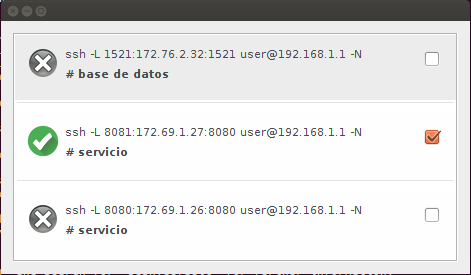 ssh -L 1521:172.76.2.32:1521 user@192.168.1.1 -N
# base de datos
ssh -L 8081:172.69.1.27:8080 user@192.168.1.1 -N
# servicio
ssh -L 8080:172.69.1.26:8080 user@192.168.1.1 -N
# servicio